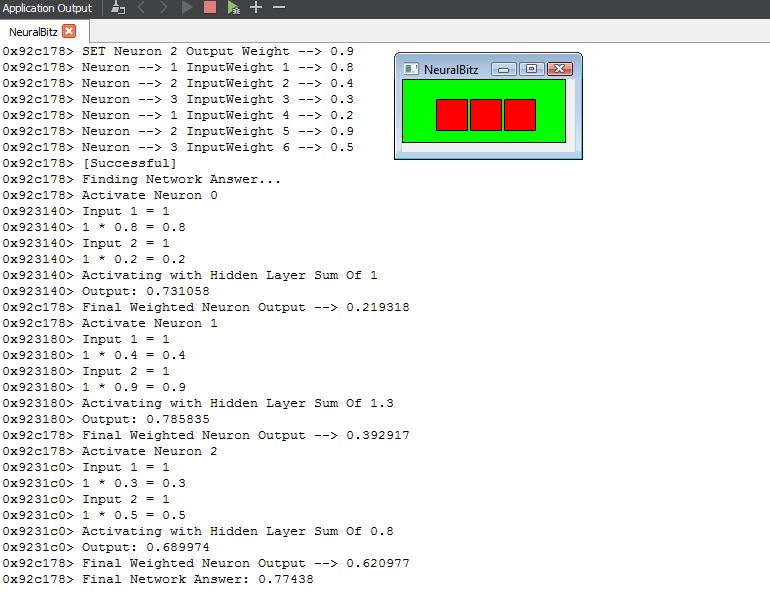 Application Output
NeuralBitz
0x92c178> SET Neuron 2 Output Weight --> 0.9
0x92c178> Neuron --> 1 InputWeight 1 --> 0.8
0x92c178> Neuron --> 2 InputWeight 2 --> 0.4
0x92c178> Neuron --> 3 InputWeight 3 --> 0.3
0x92c178> Neuron --> 1 InputWeight 4 --> 0.2
0x92c178> Neuron --> 2 InputWeight 5 --> 0.9
0x92c178> Neuron --> 3 InputWeight 6 --> 0.5
0x92c178> [Successful]
0x92c178> Finding Network Answer...
0x92c178> Activate Neuron 0
0x923140> Input 1 = 1
0x923140> 1 * 0.8 = 0.8
0x923140> Input 2 = 1
0x923140> 1 * 0.2 = 0.2
0x923140> Activating with Hidden Layer Sum Of 1
0x923140> Output: 0.731058
0x92c178> Final Weighted Neuron Output --> 0.219318
0x92c178> Activate Neuron 1
0x923180> Input 1 = 1
0x923180> 1 * 0.4 = 0.4
0x923180> Input 2 = 1
0x923180> 1 * 0.9 = 0.9
0x923180> Activating with Hidden Layer Sum Of 1.3
0x923180> Output: 0.785835
0x92c178> Final Weighted Neuron Output --> 0.392917
0x92c178> Activate Neuron 2
0x9231c0> Input 1 = 1
0x9231c0> 1 * 0.3 = 0.3
0x9231c0> Input 2 = 1
0x9231c0> 1 * 0.5 = 0.5
0x9231c0> Activating with Hidden Layer Sum Of 0.8
0x9231c0> Output: 0.689974
0x92c178> Final Weighted Neuron Output --> 0.620977
0x92c178> Final Network Answer: 0.77438
NeuralBitz